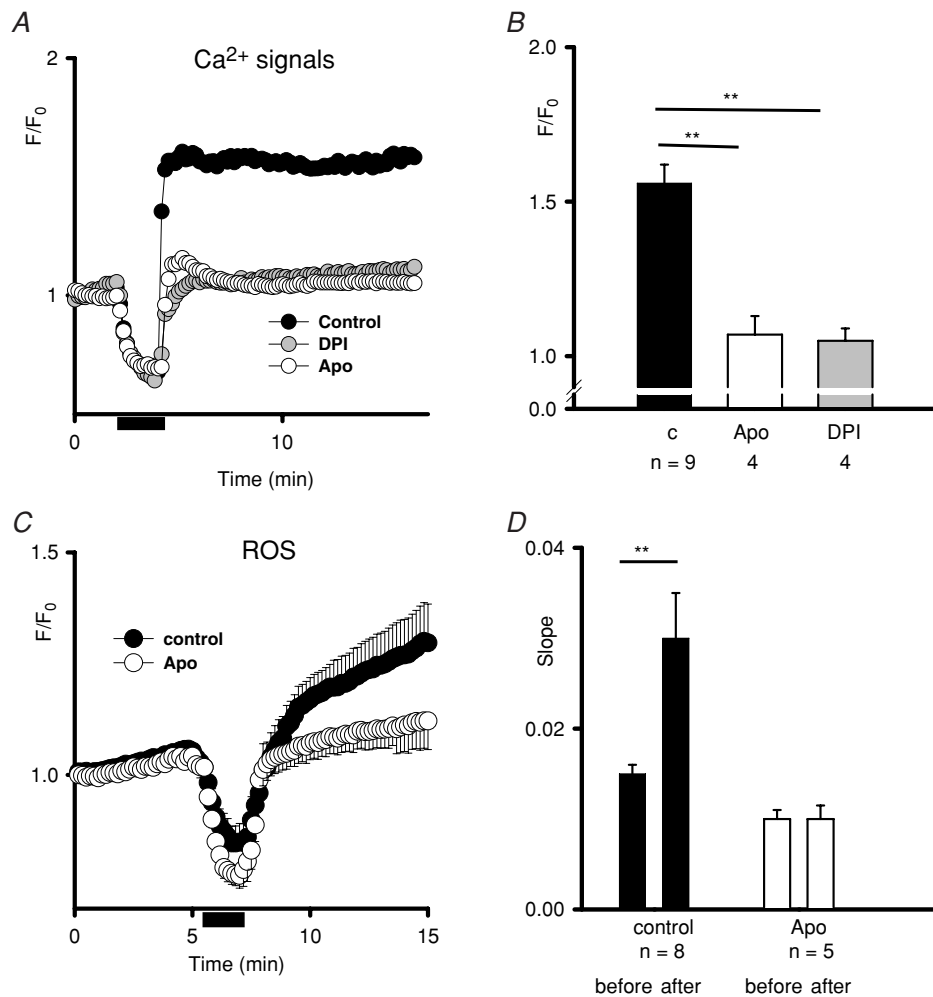 A
Ca2+ signals
2
F/F0
1
Control
DPI
Apo
0
10
Time (min)
B
2.0
F/F0
**
**
1.5
1.0
0.0
c
Apo
DPI
n = 9
4
4
C
ROS
1.5
F/F0
control
Apo
1.0
0
5
10
15
Time (min)
D
0.04
**
Slope
0.02
0.00
control
Apo
n = 8
n = 5
before after
before after